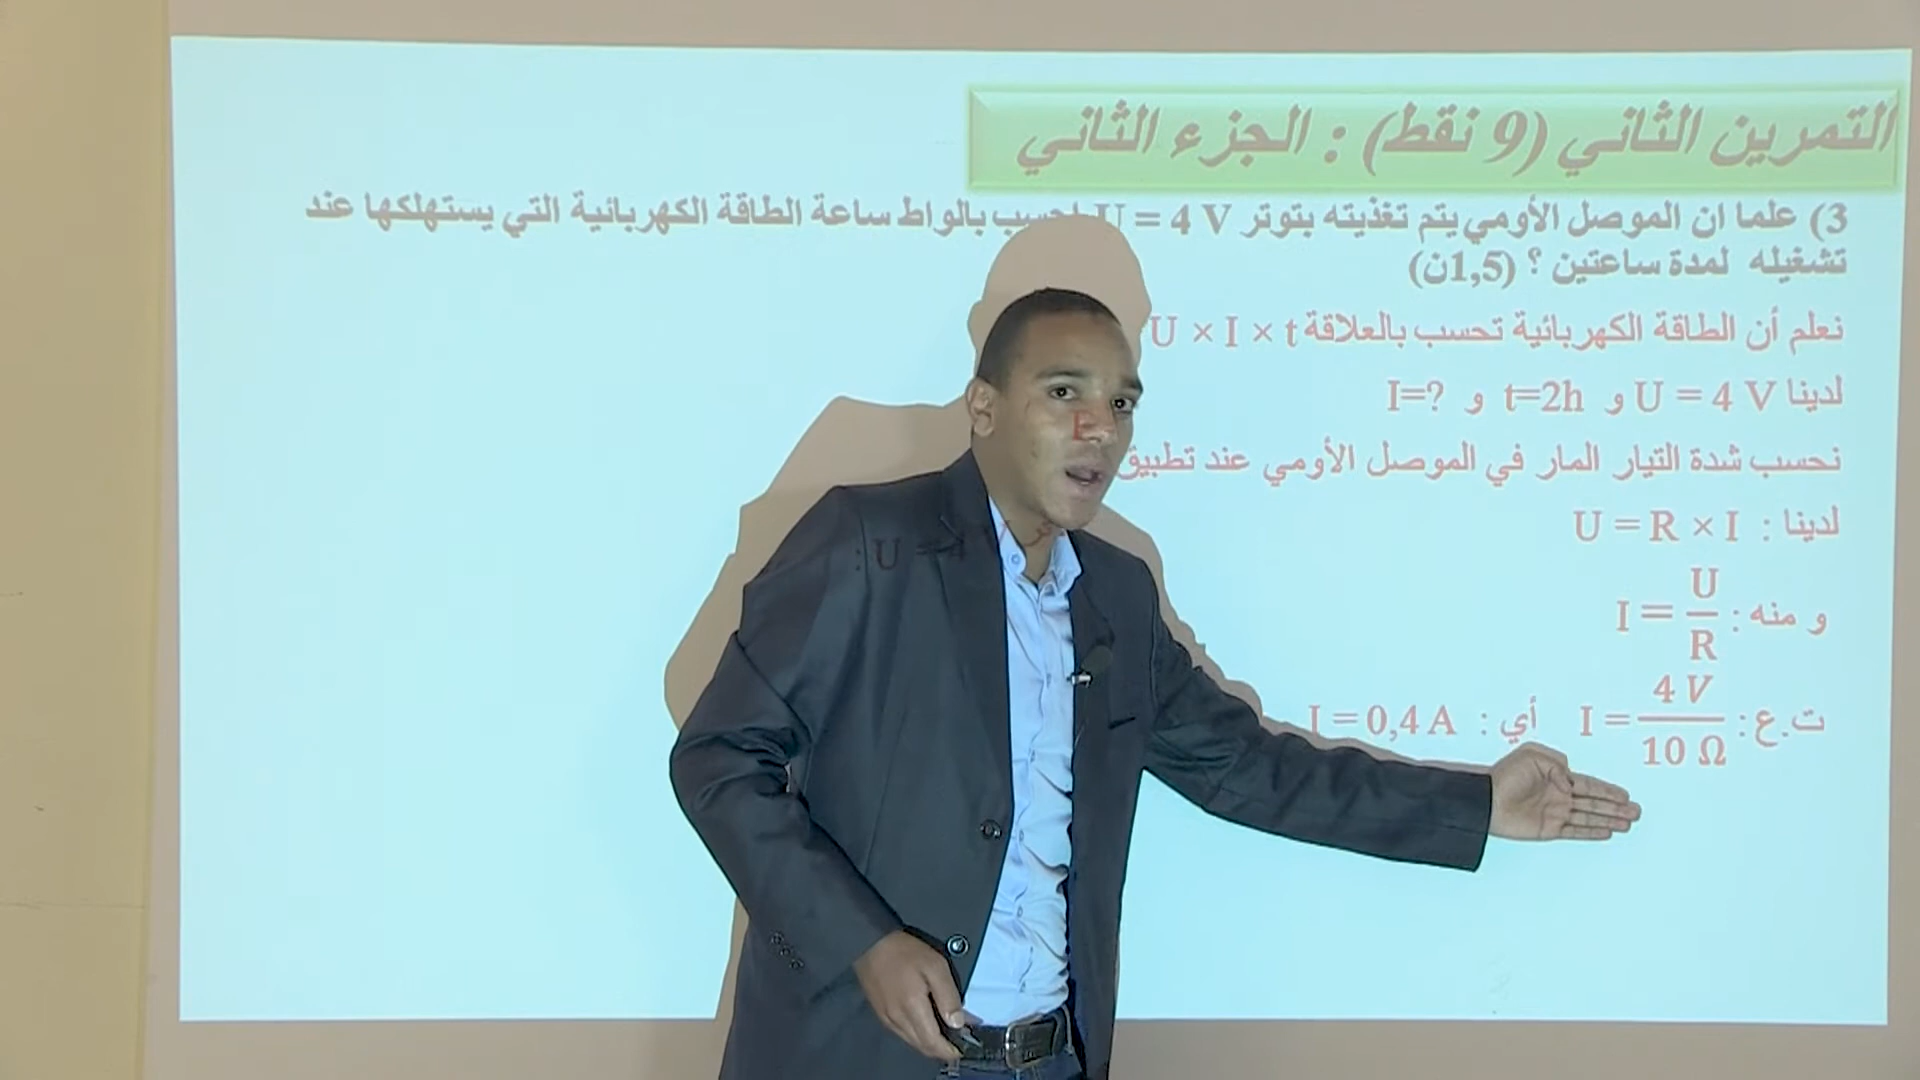 التمرين الثاني (9 نقط) : الجزء الثاني
3) علما ان الموصل الأومي يتم تغذيته بتوتر U = 4 V احسب بالواط ساعة الطاقة الكهربائية التي يستهلكها عند
تشغيله لمدة ساعتين ؟ (1,5ن)
نعلم أن الطاقة الكهربائية تحسب بالعلاقة U × I × t
لدينا U = 4 V و t=2h و I=?
نحسب شدة التيار المار في الموصل الأومي عند تطبيق
لدينا : U = R × I
و منه : I = U/R
ت.ع : I = 4 V/10 Ω أي : I = 0,4 A